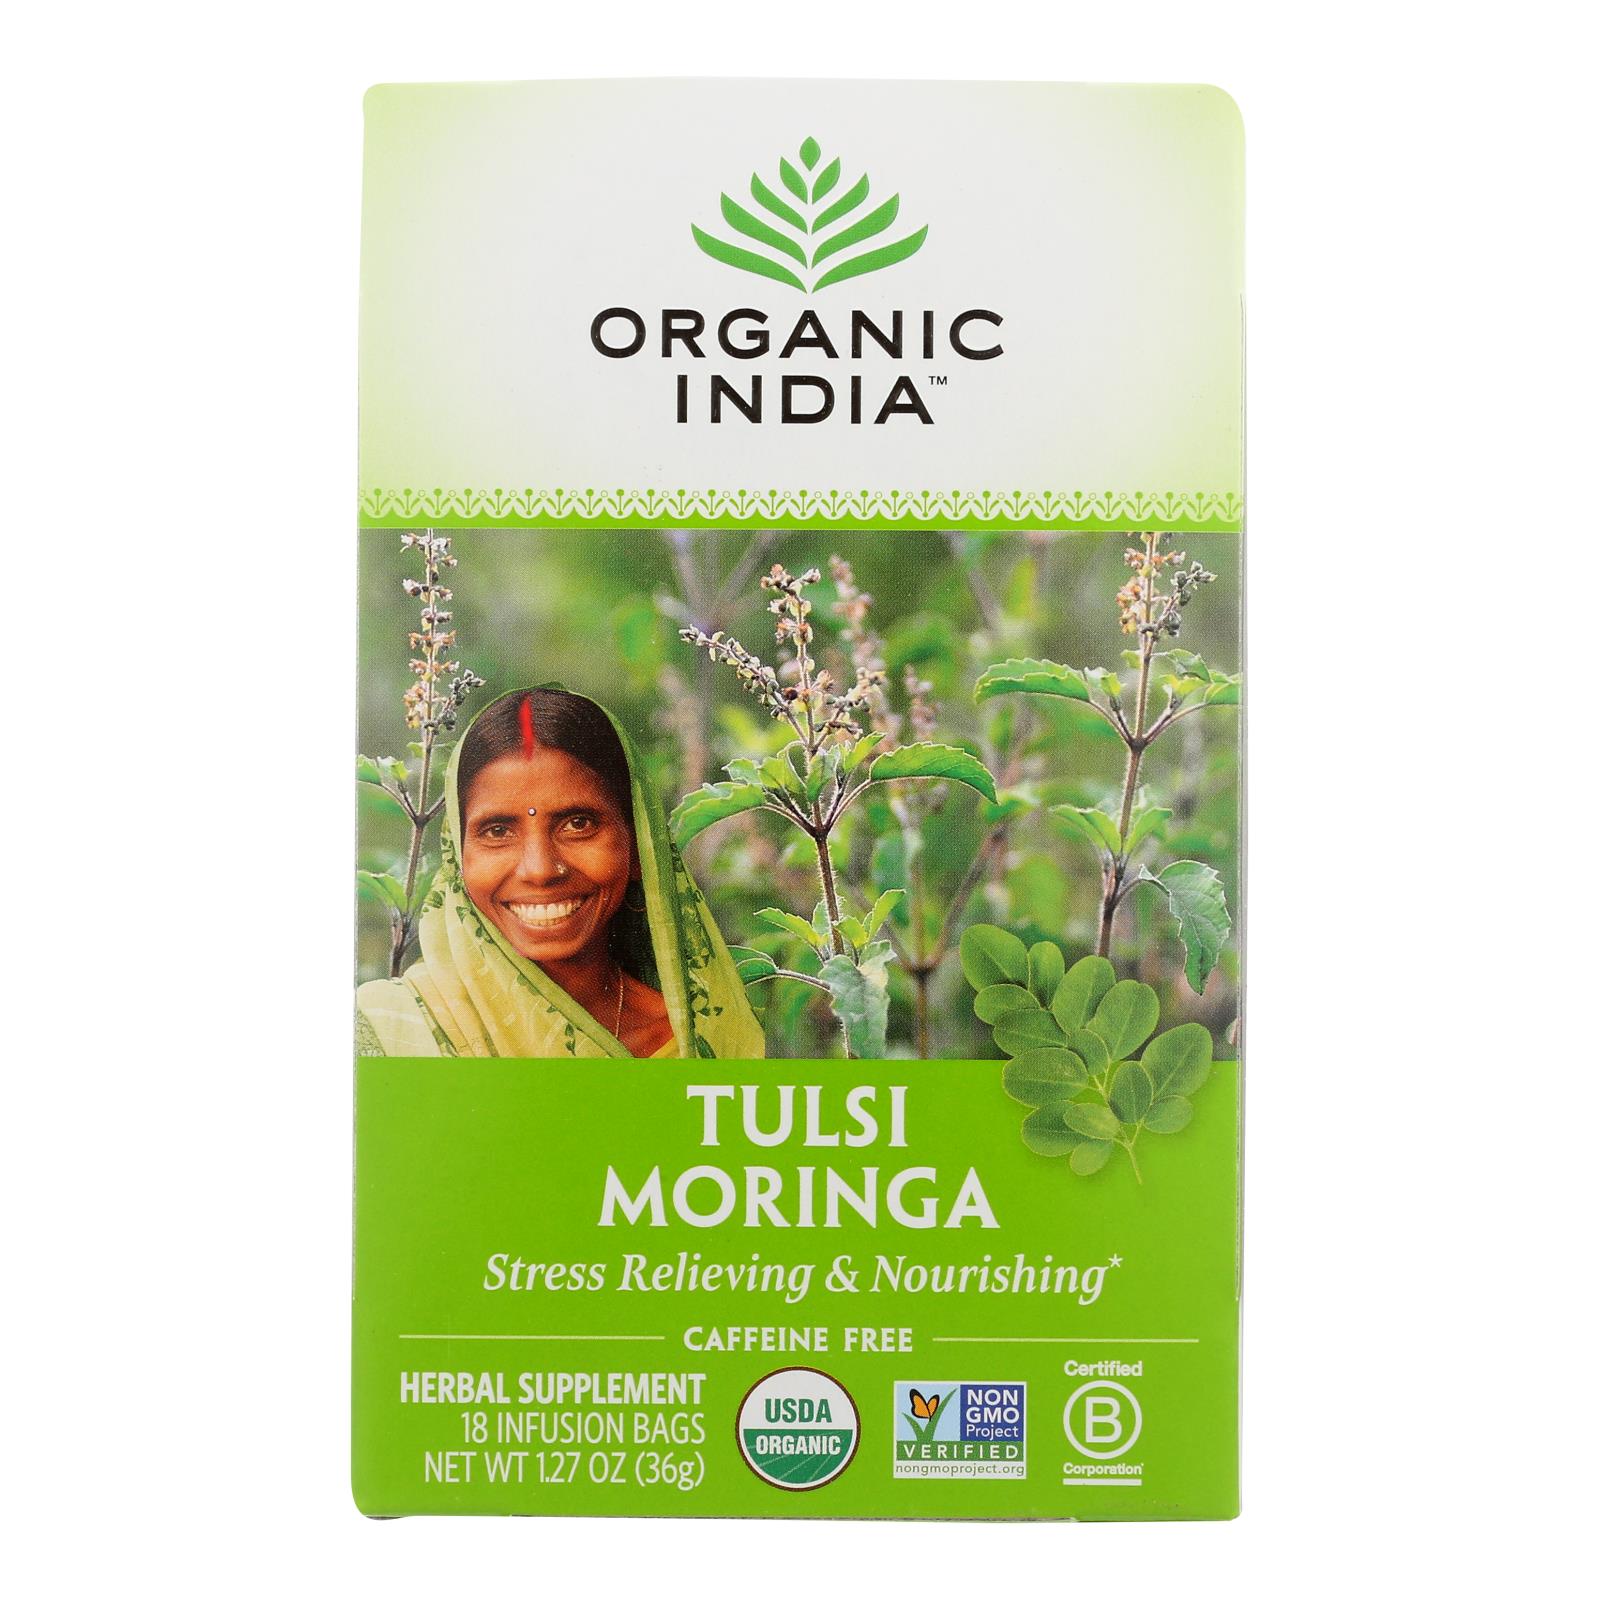 ORGANIC
INDIA™
TULSI
MORINGA
Stress Relieving & Nourishing*
CAFFEINE FREE
HERBAL SUPPLEMENT
18 INFUSION BAGS
NET WT 1.27 OZ (36g)
USDA
ORGANIC
NON
GMO
Project
VERIFIED
nongmoproject.org
Certified
B
Corporation